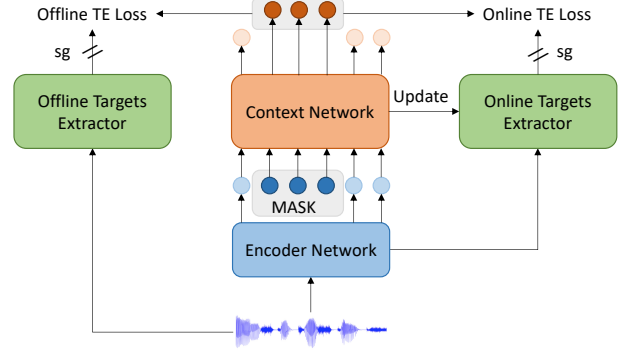 Offline TE Loss
Online TE Loss
sg
sg
Offline Targets
Extractor
Context Network
Update
Online Targets
Extractor
MASK
Encoder Network